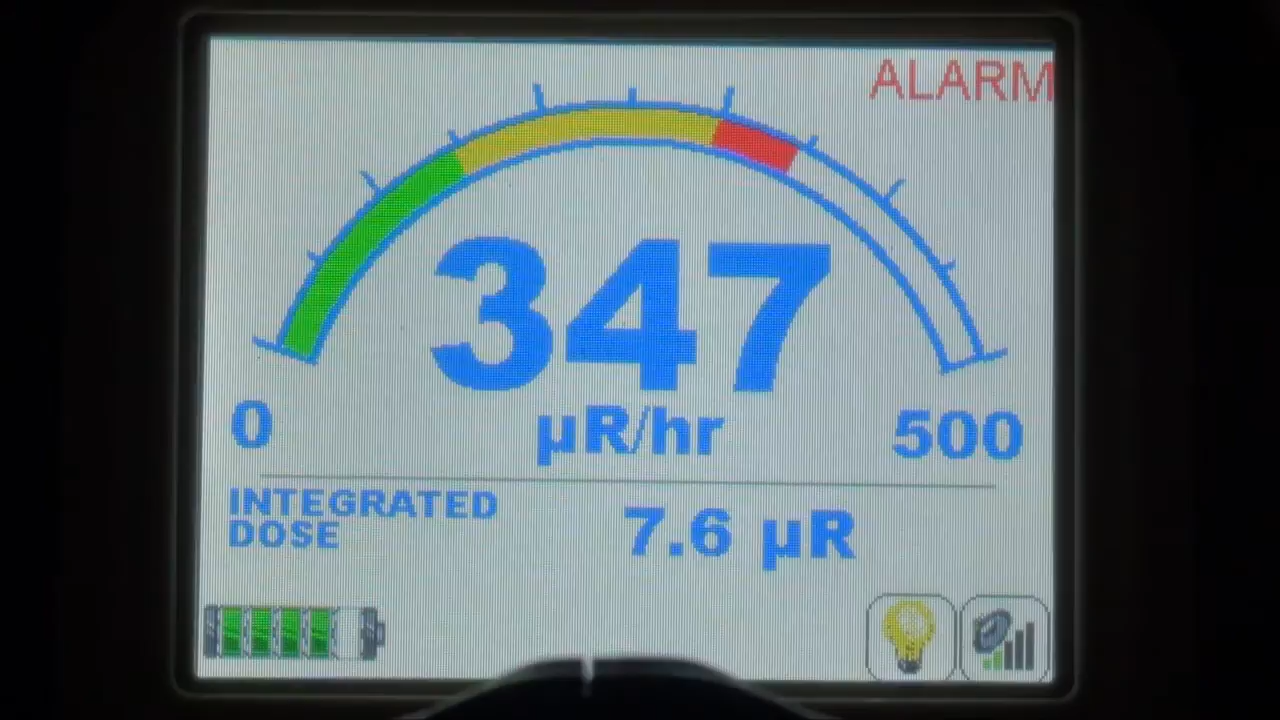 ALARM
347
µR/hr
0
500
INTEGRATED
DOSE
7.6 µR